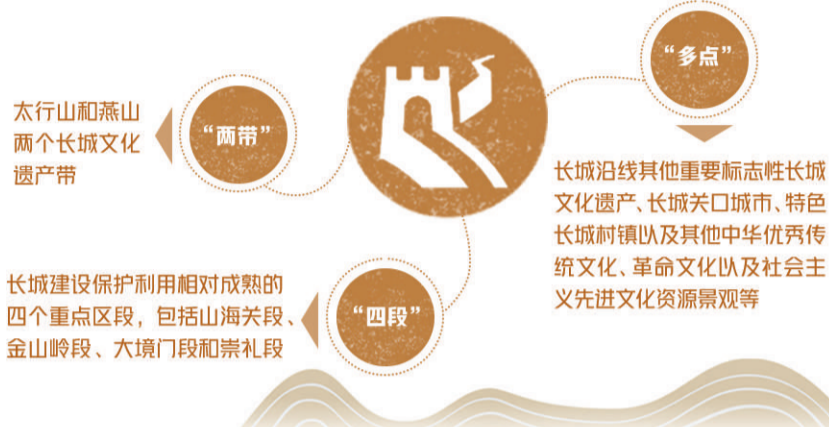 “两带”
太行山和燕山
两个长城文化
遗产带
“多点”
长城沿线其他重要标志性长城
文化遗产、长城关口城市、特色
长城村镇以及其他中华优秀传
统文化、革命文化以及社会主
义先进文化资源景观等
“四段”
长城建设保护利用相对成熟的
四个重点区段，包括山海关段、
金山岭段、大境门段和崇礼段